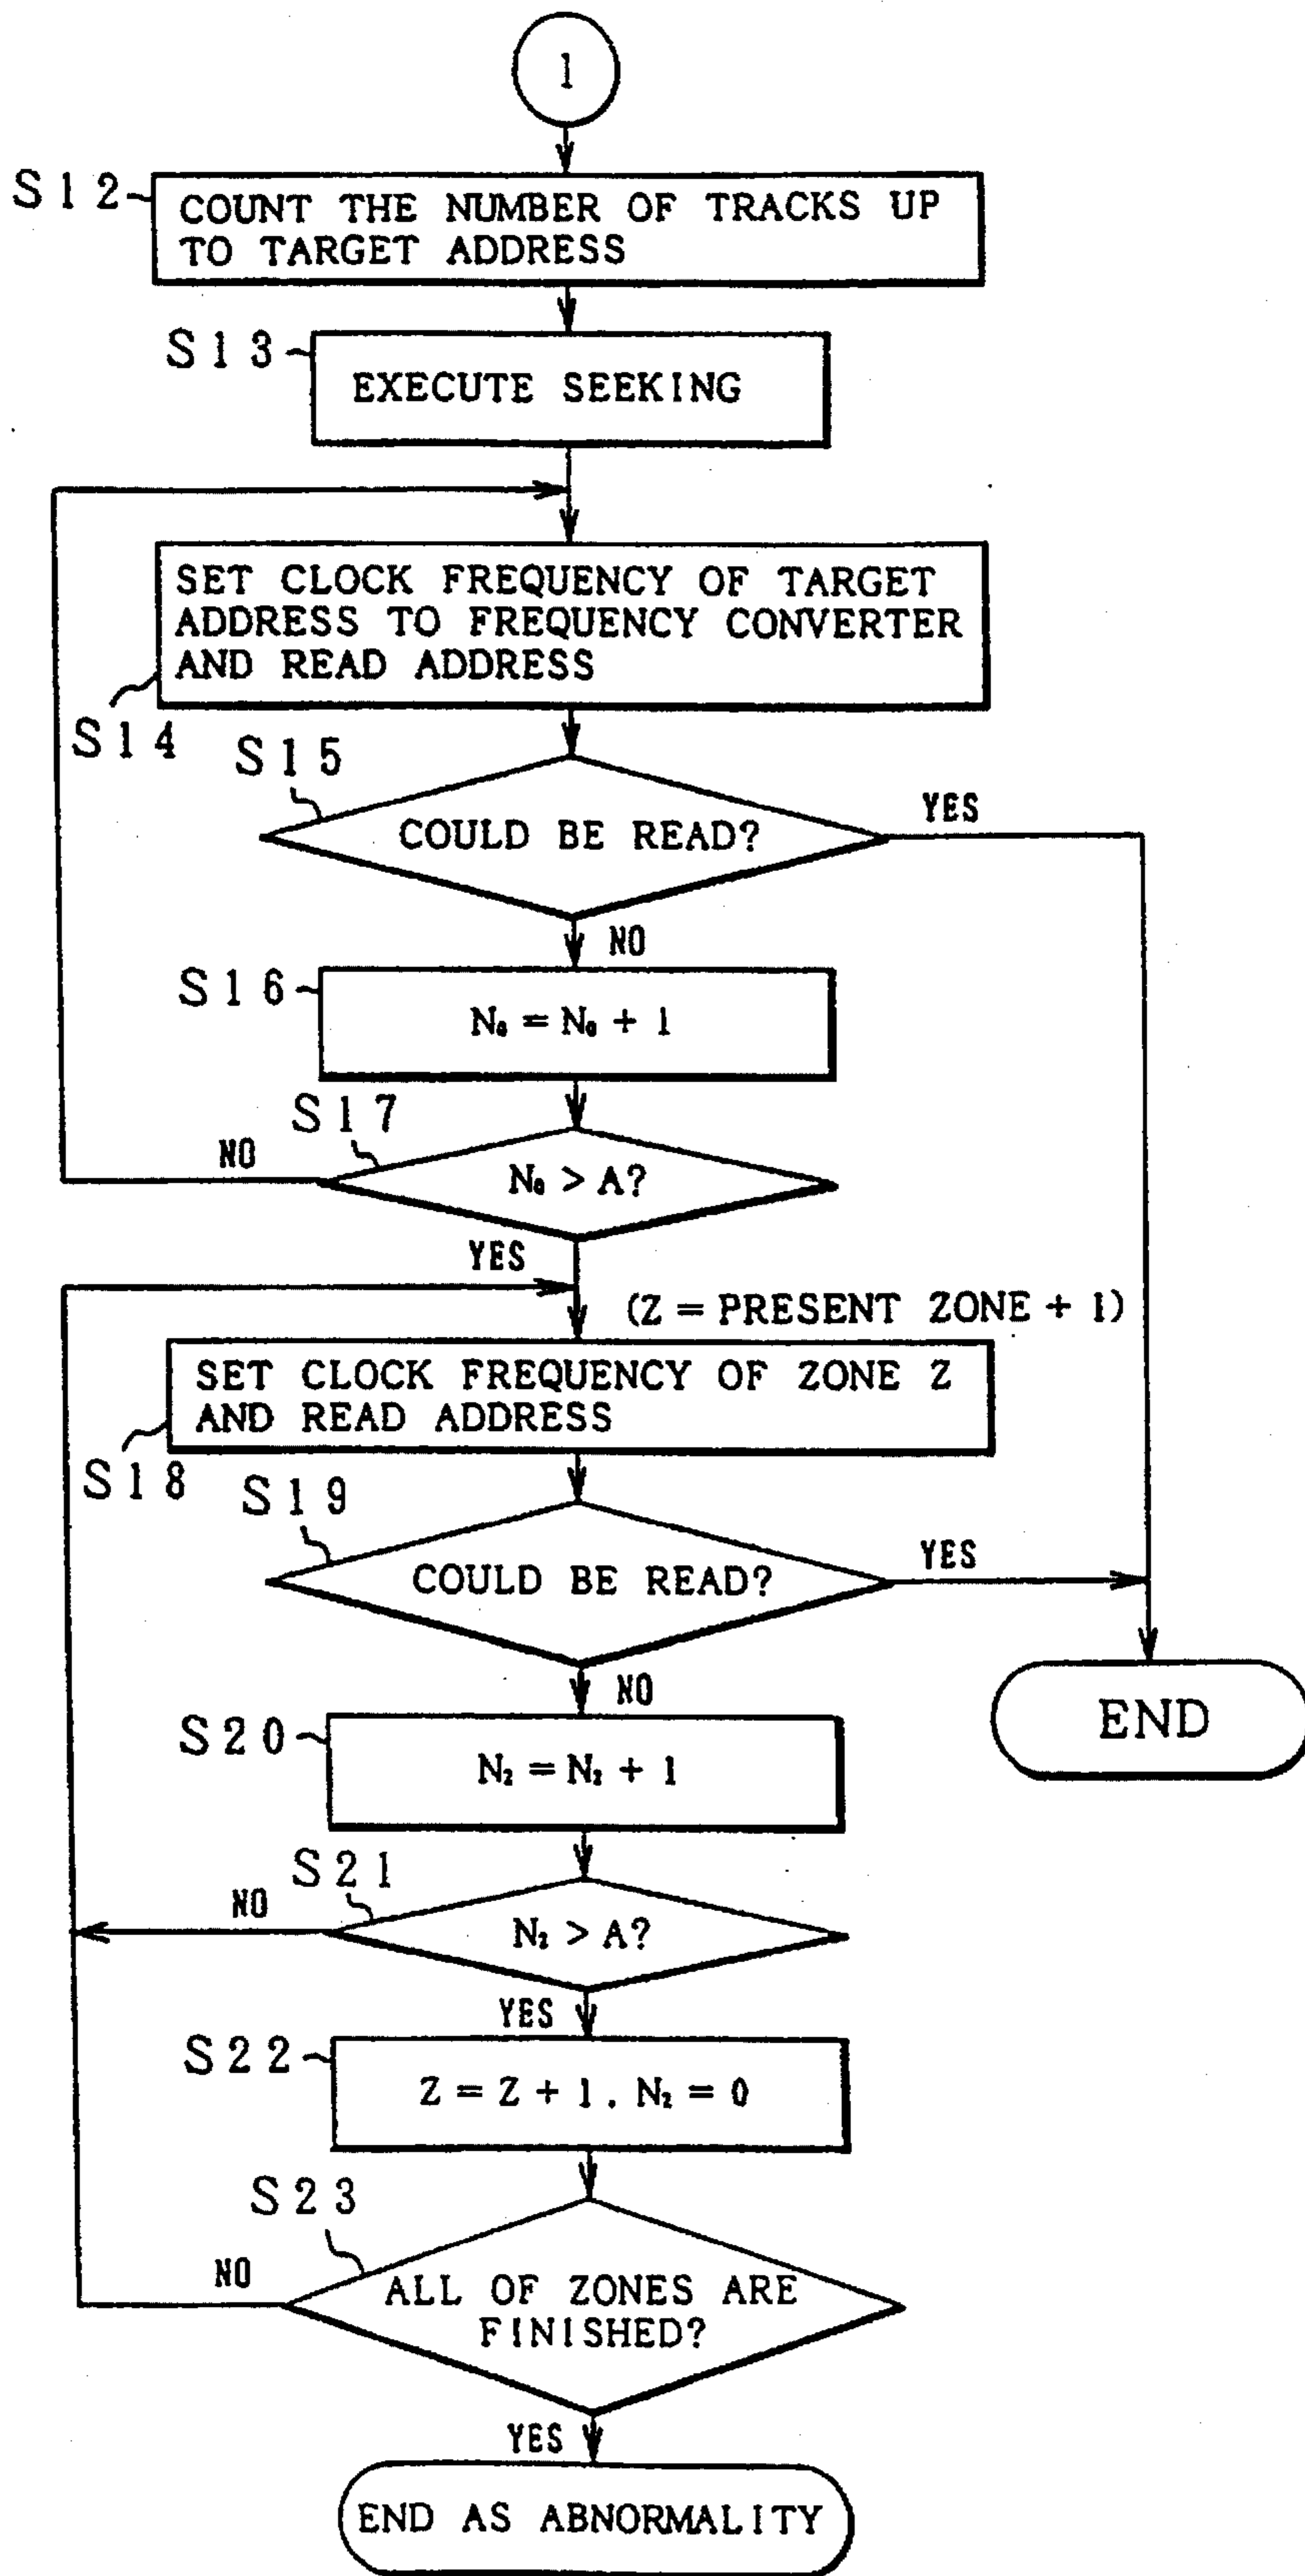 1
S12
COUNT THE NUMBER OF TRACKS UP
TO TARGET ADDRESS
S13
EXECUTE SEEKING
SET CLOCK FREQUENCY OF TARGET
ADDRESS TO FREQUENCY CONVERTER
AND READ ADDRESS
S14
S15
COULD BE READ?
YES
NO
S16
N₀ = N₀ + 1
S17
NO
N₀ > A?
YES
(Z = PRESENT ZONE + 1)
SET CLOCK FREQUENCY OF ZONE Z
AND READ ADDRESS
S18
S19
COULD BE READ?
YES
NO
END
S20
N₂ = N₂ + 1
S21
NO
N₂ > A?
YES
S22
Z = Z + 1. N₂ = 0
S23
NO
ALL OF ZONES ARE
FINISHED?
YES
END AS ABNORMALITY